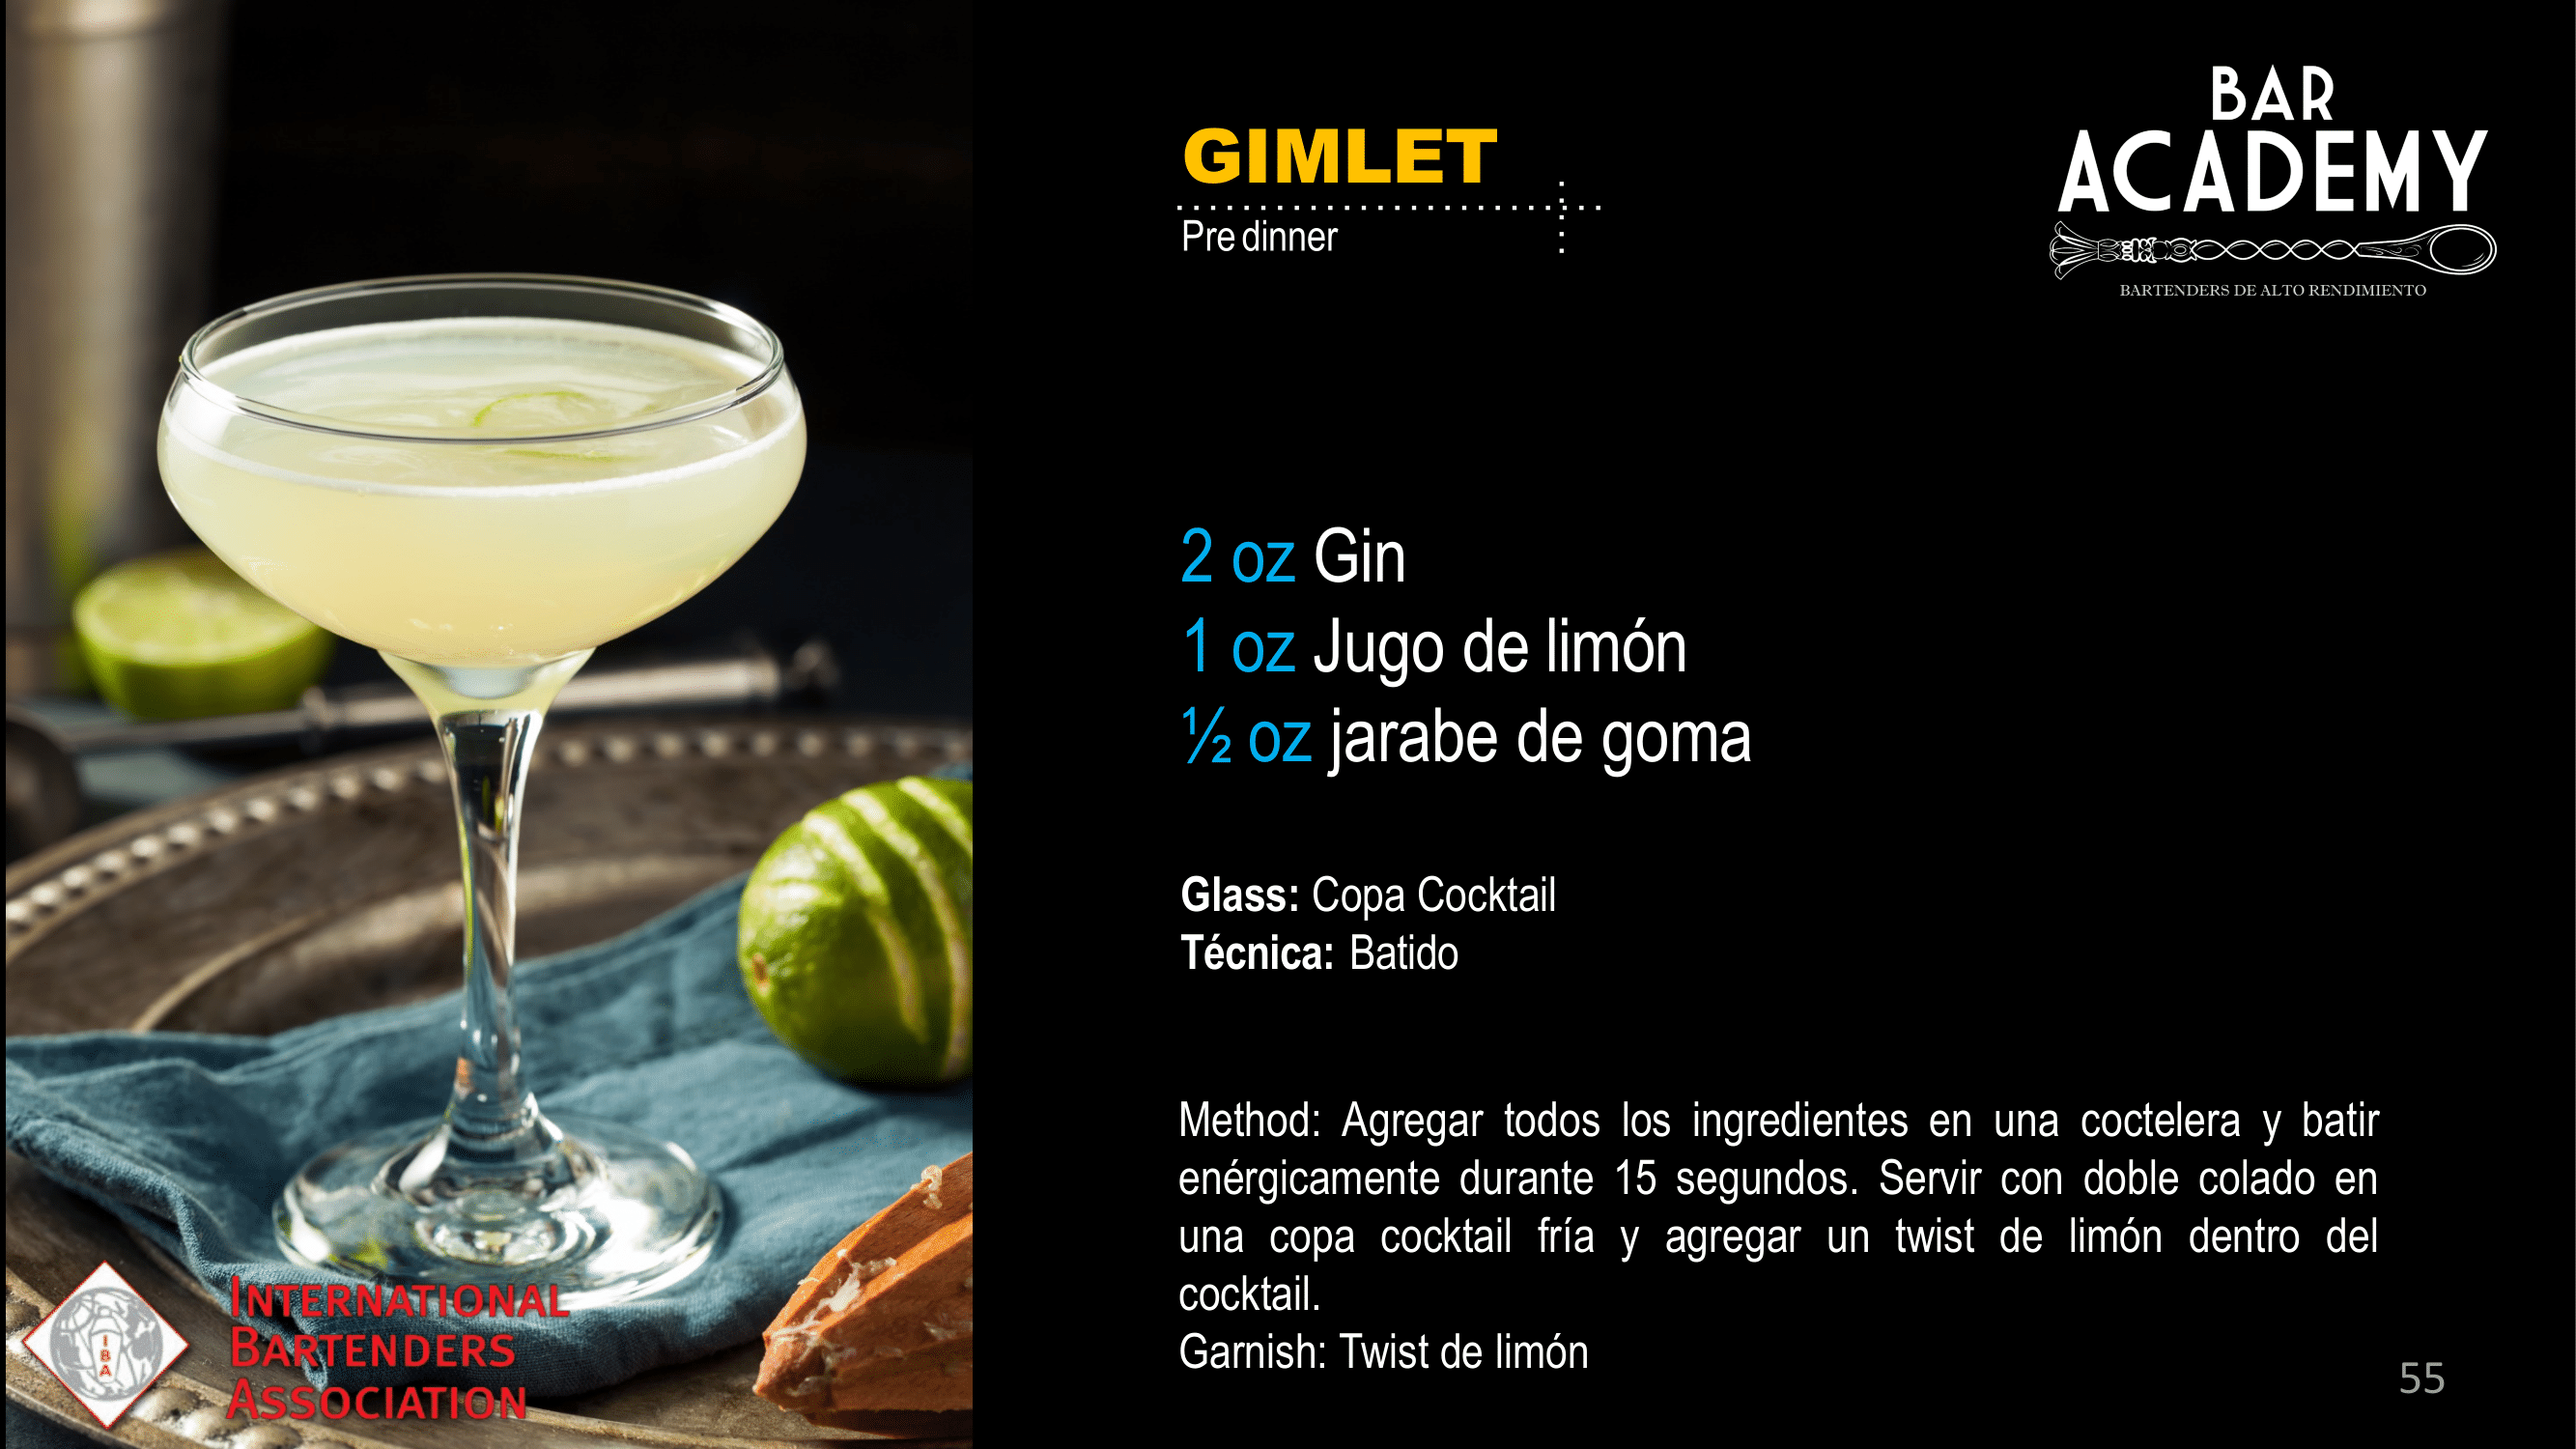 BAR
ACADEMY
BARTENDERS DE ALTO RENDIMIENTO
GIMLET
Pre dinner
2 oz Gin
1 oz Jugo de limón
½ oz jarabe de goma
Glass: Copa Cocktail
Técnica: Batido
Method: Agregar todos los ingredientes en una coctelera y batir
enérgicamente durante 15 segundos. Servir con doble colado en
una copa cocktail fría y agregar un twist de limón dentro del
cocktail.
Garnish: Twist de limón
IBA
INTERNATIONAL
BARTENDERS
ASSOCIATION
55